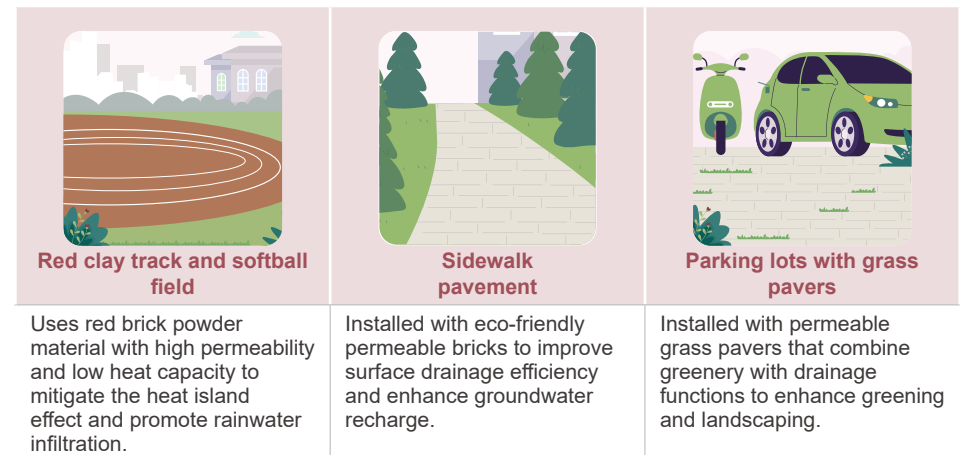 Red clay track and softball
field
Sidewalk
pavement
Parking lots with grass
pavers
Uses red brick powder
material with high permeability
and low heat capacity to
mitigate the heat island
effect and promote rainwater
infiltration.
Installed with eco-friendly
permeable bricks to improve
surface drainage efficiency
and enhance groundwater
recharge.
Installed with permeable
grass pavers that combine
greenery with drainage
functions to enhance greening
and landscaping.